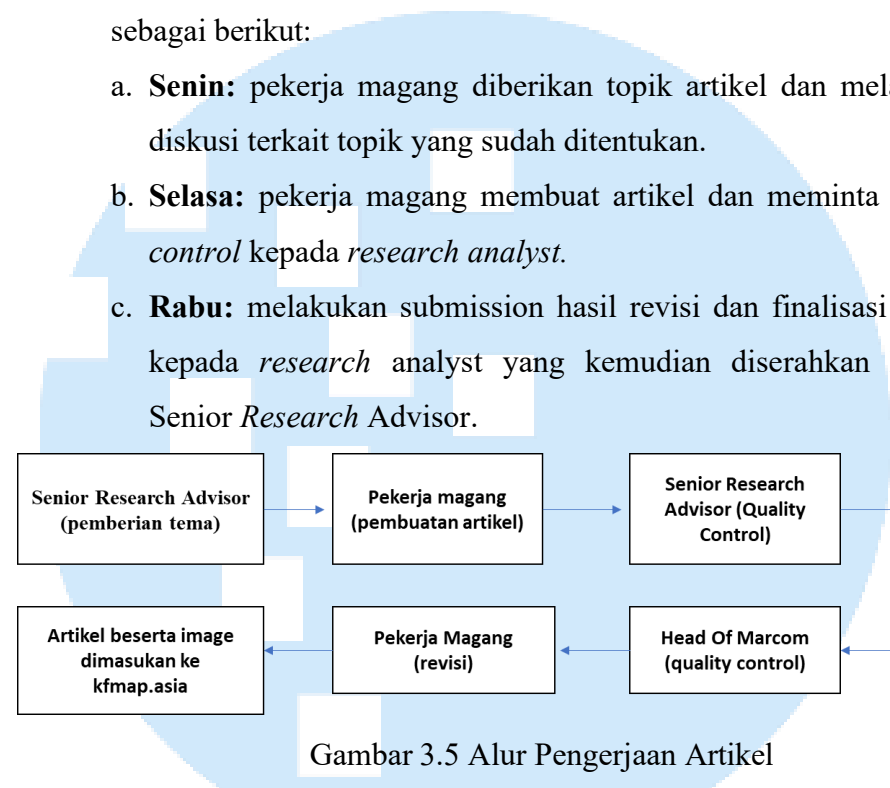 sebagai berikut:
a. Senin: pekerja magang diberikan topik artikel dan
diskusi terkait topik yang sudah ditentukan.
b. Selasa: pekerja magang membuat artikel dan meminta
control kepada research analyst.
c. Rabu: melakukan submission hasil revisi dan finalisasi
kepada research analyst yang kemudian diserahkan
Senior Research Advisor.
Senior Research Advisor
(pemberian tema)
Pekerja magang
(pembuatan artikel)
Senior Research
Advisor (Quality
Control)
Artikel beserta image
dimasukan ke
kfmap.asia
Pekerja Magang
(revisi)
Head Of Marcom
(quality control)
Gambar 3.5 Alur Pengerjaan Artikel